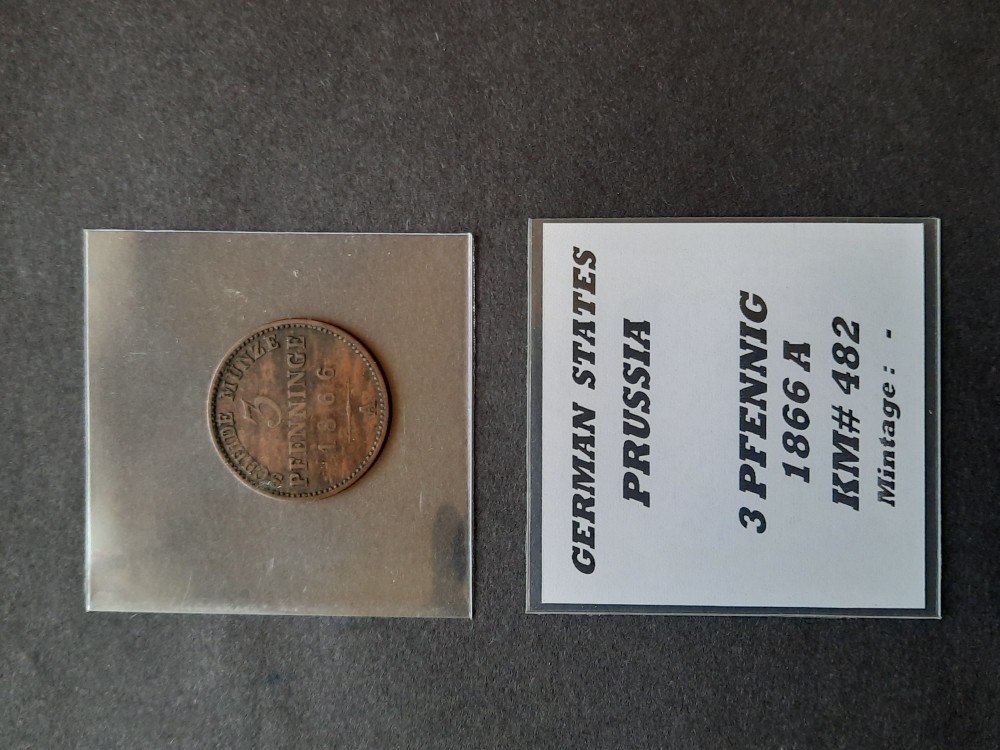 SCHEIDE MÜNZE
3
PFENNINGE
1866
A
GERMAN STATES
PRUSSIA
3 PFENNIG
1866 A
KM# 482
Mintage: -